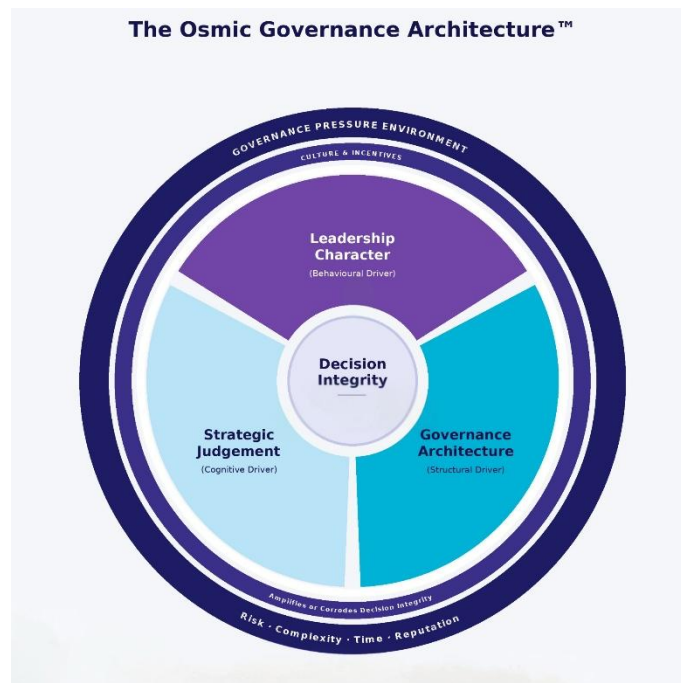 The Osmic Governance Architecture™
GOVERNANCE PRESSURE ENVIRONMENT
CULTURE & INCENTIVES
Leadership
Character
(Behavioural Driver)
Decision
Integrity
Strategic
Judgement
(Cognitive Driver)
Governance
Architecture
(Structural Driver)
Amplifies or Corrodes Decision Integrity
Risk · Complexity · Time · Reputation